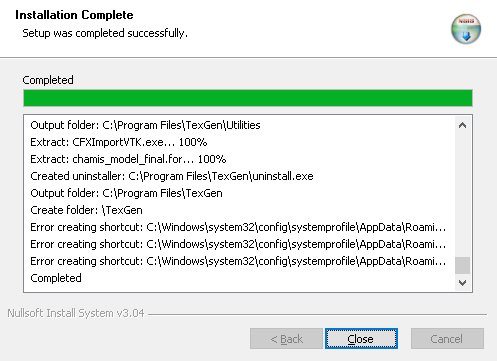 Installation Complete
Setup was completed successfully.
Completed
Output folder: C:\Program Files\TexGen\Utilities
Extract: CFXImportVTK.exe... 100%
Extract: chamis_model_final.for... 100%
Created uninstaller: C:\Program Files\TexGen\uninstall.exe
Output folder: C:\Program Files\TexGen
Create folder: \TexGen
Error creating shortcut: C:\Windows\system32\config\systemprofile\AppData\Roami...
Error creating shortcut: C:\Windows\system32\config\systemprofile\AppData\Roami...
Error creating shortcut: C:\Windows\system32\config\systemprofile\AppData\Roami...
Completed
Nullsoft Install System v3.04
< Back Close Cancel